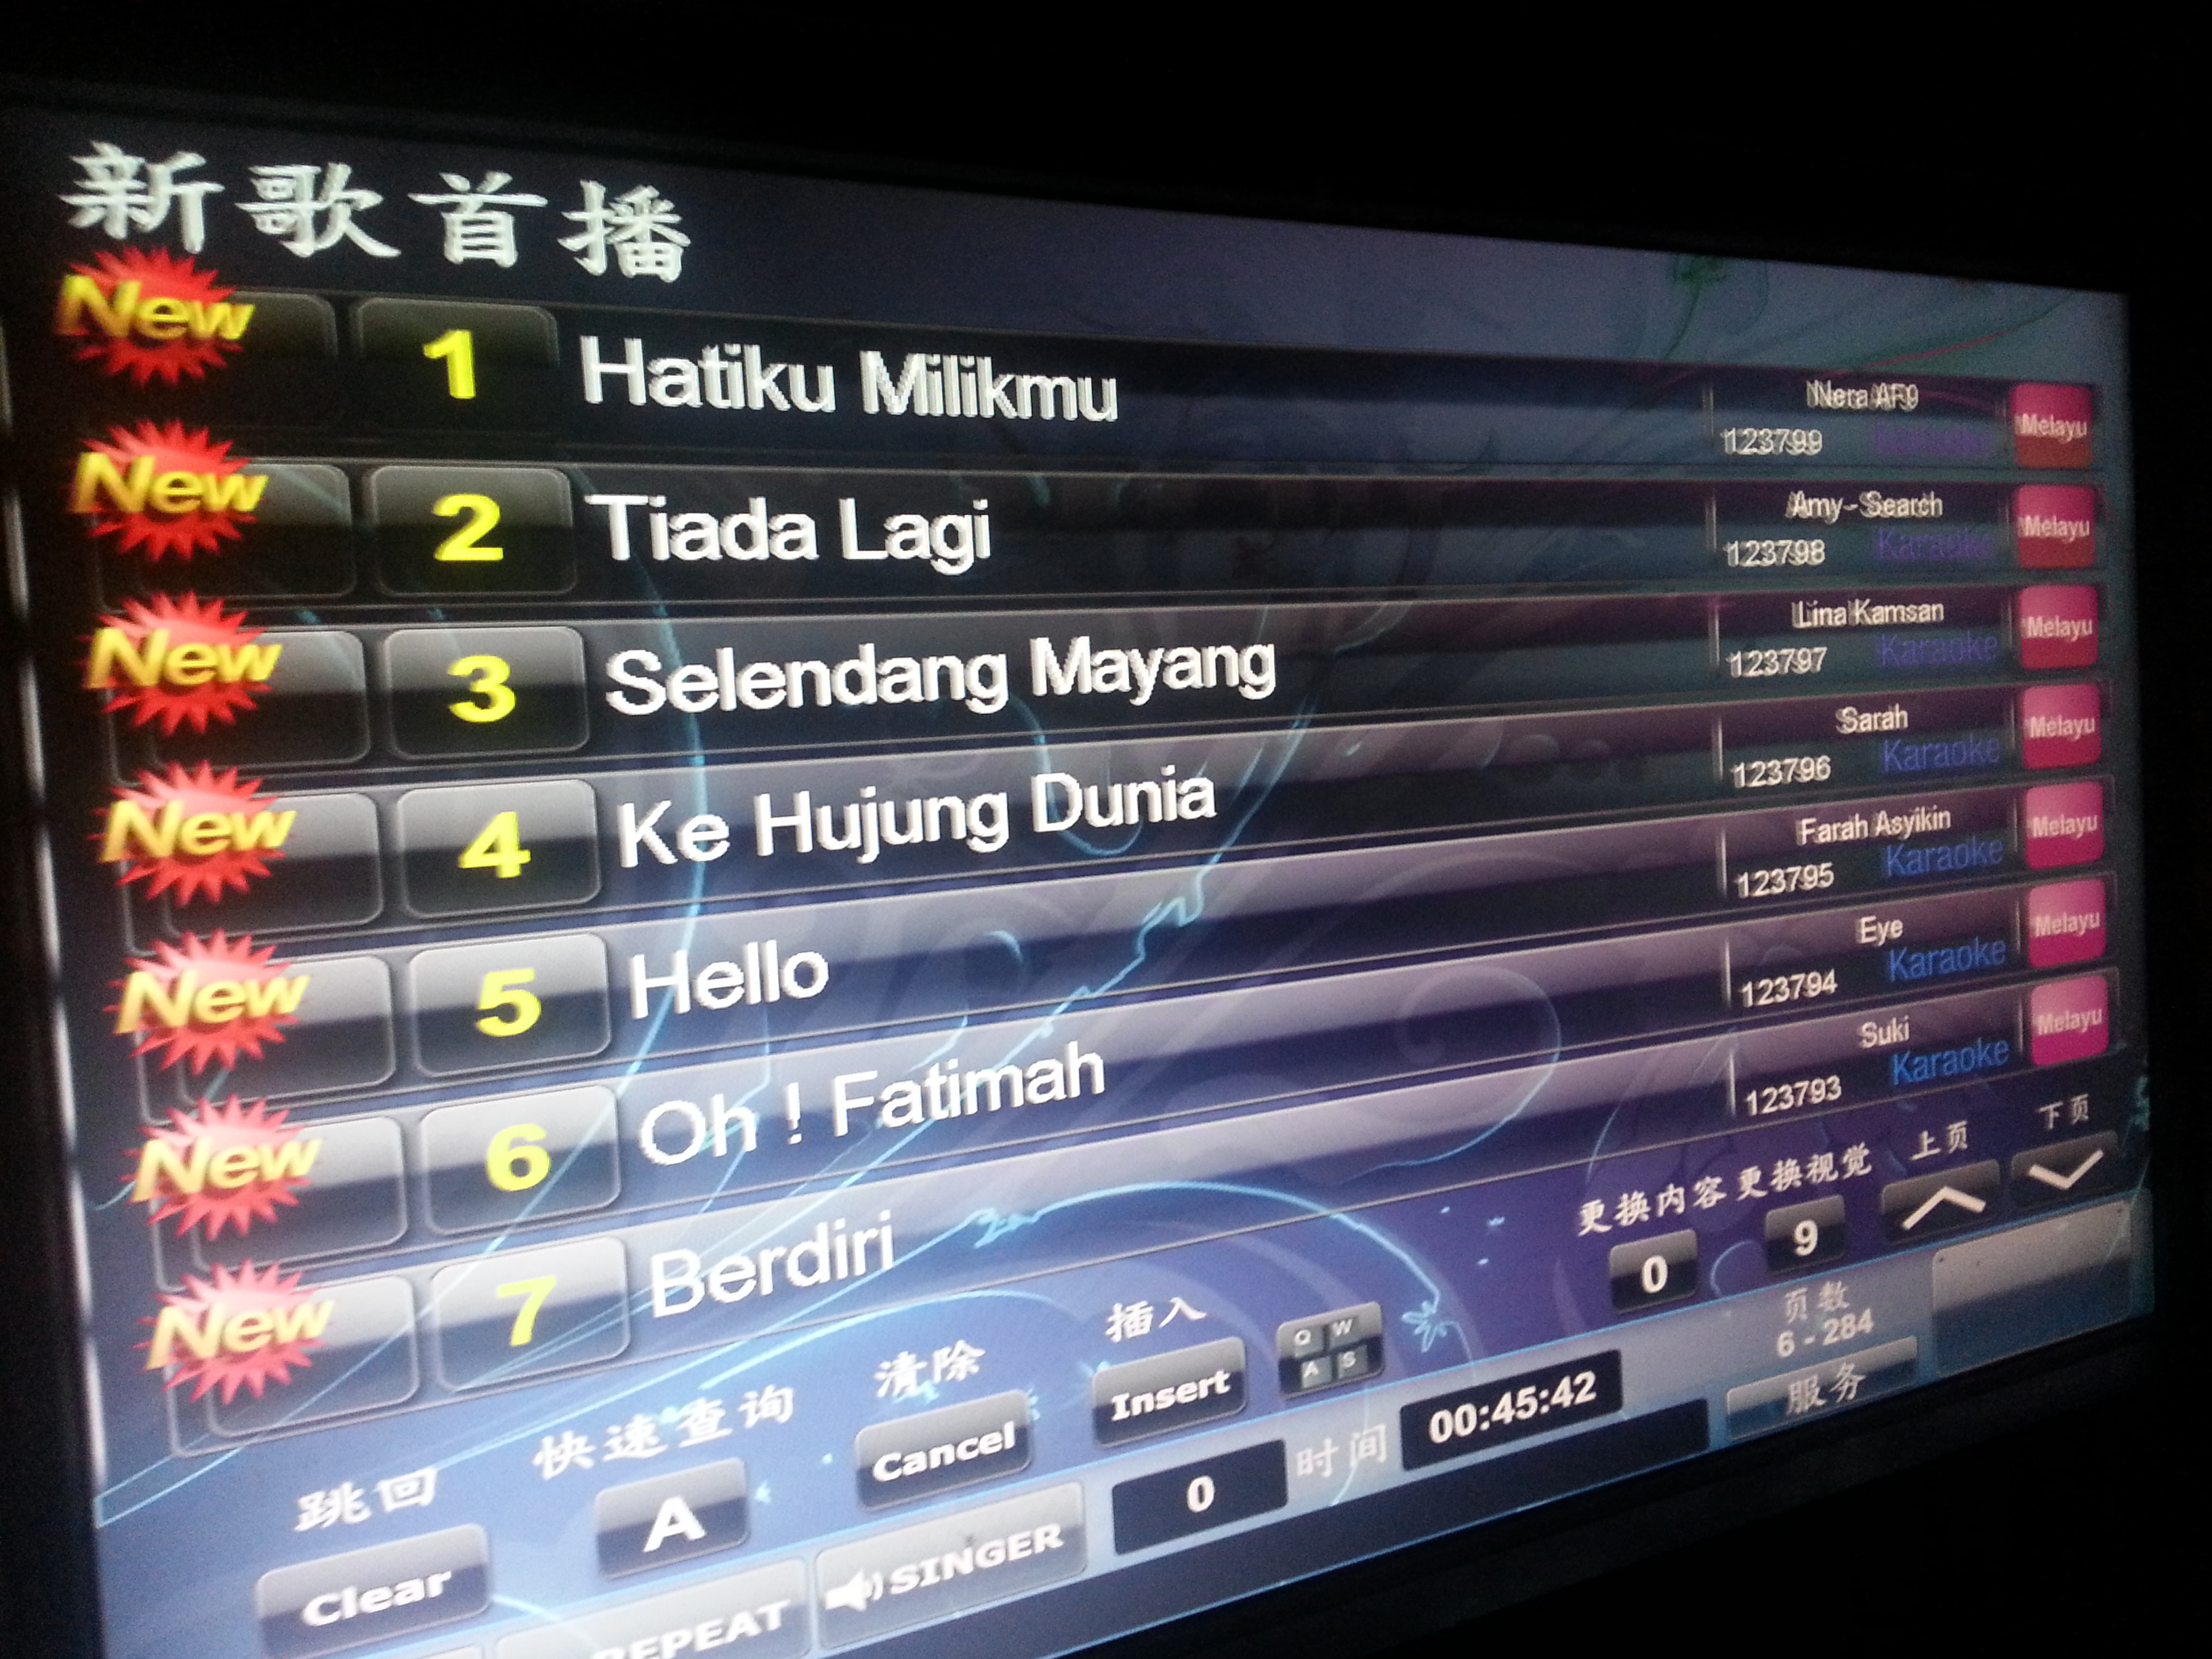 新歌首播
New 1 Hatiku Milikmu Nera AF9 123799 Melayu
New 2 Tiada Lagi Amy - Search 123798 Karaoke Melayu
New 3 Selendang Mayang Lina Kamsan 123797 Karaoke Melayu
New 4 Ke Hujung Dunia Sarah 123796 Karaoke Melayu
New 5 Hello Farah Asyikin 123795 Karaoke Melayu
New 6 Oh ! Fatimah Eye 123794 Karaoke Melayu
New 7 Berdiri Suki 123793 Karaoke Melayu
跳回 快速查询 清除 插入 更换内容 更换视觉 上页 下页
Clear A Cancel Insert Q W A S 0 9
页数
6 - 284
REPEAT SINGER 0 时间 00:45:42 服务